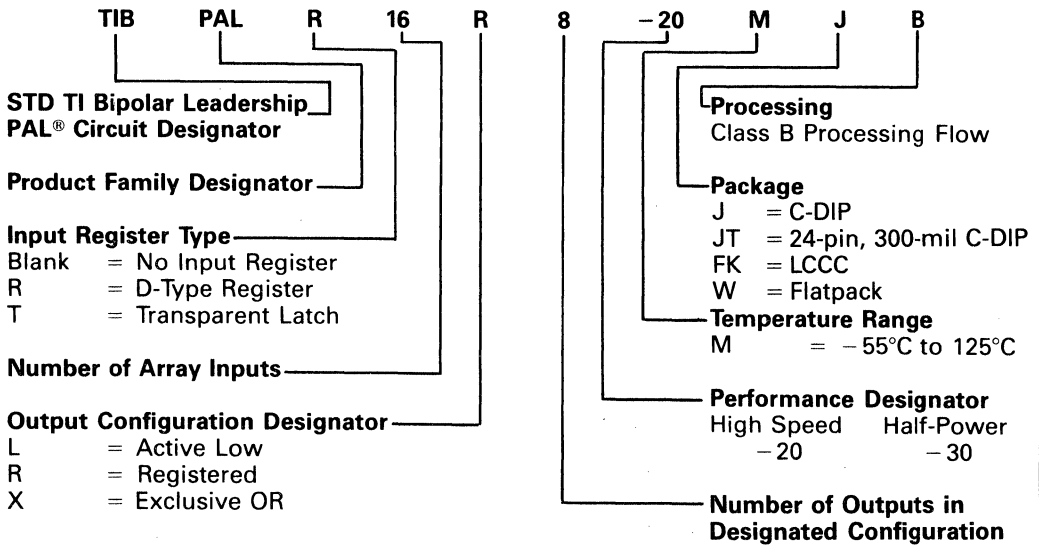 TIB PAL R 16 R 8 −20 M J B
STD TI Bipolar Leadership
PAL® Circuit Designator
Product Family Designator
Input Register Type
Blank = No Input Register
R = D-Type Register
T = Transparent Latch
Number of Array Inputs
Output Configuration Designator
L = Active Low
R = Registered
X = Exclusive OR
Processing
Class B Processing Flow
Package
J = C-DIP
JT = 24-pin, 300-mil C-DIP
FK = LCCC
W = Flatpack
Temperature Range
M = −55°C to 125°C
Performance Designator
High Speed Half-Power
−20 −30
Number of Outputs in
Designated Configuration